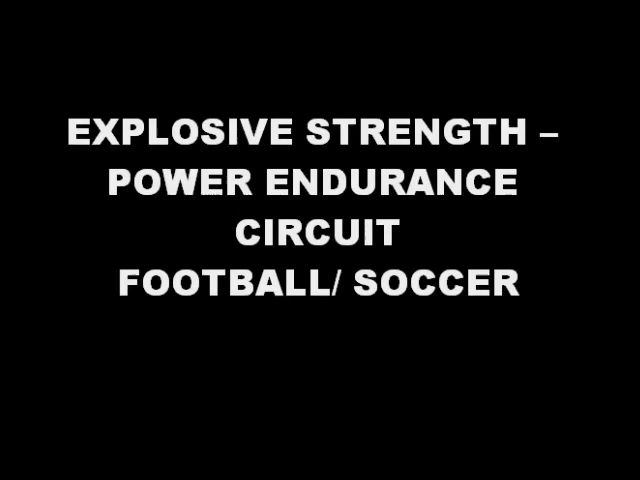 EXPLOSIVE STRENGTH –
POWER ENDURANCE
CIRCUIT
FOOTBALL/ SOCCER